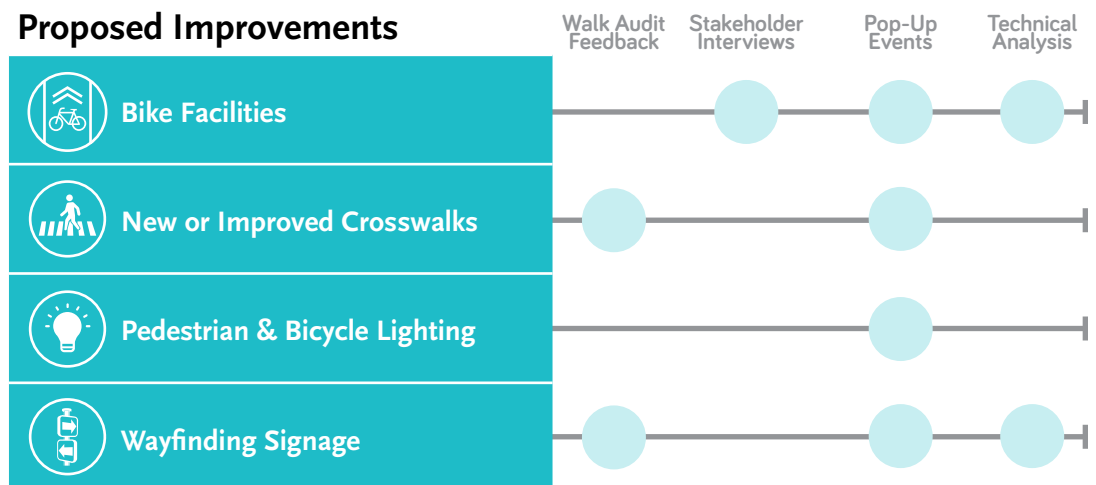 Proposed Improvements
Walk Audit
Feedback
Stakeholder
Interviews
Pop-Up
Events
Technical
Analysis
Bike Facilities
New or Improved Crosswalks
Pedestrian & Bicycle Lighting
Wayfinding Signage